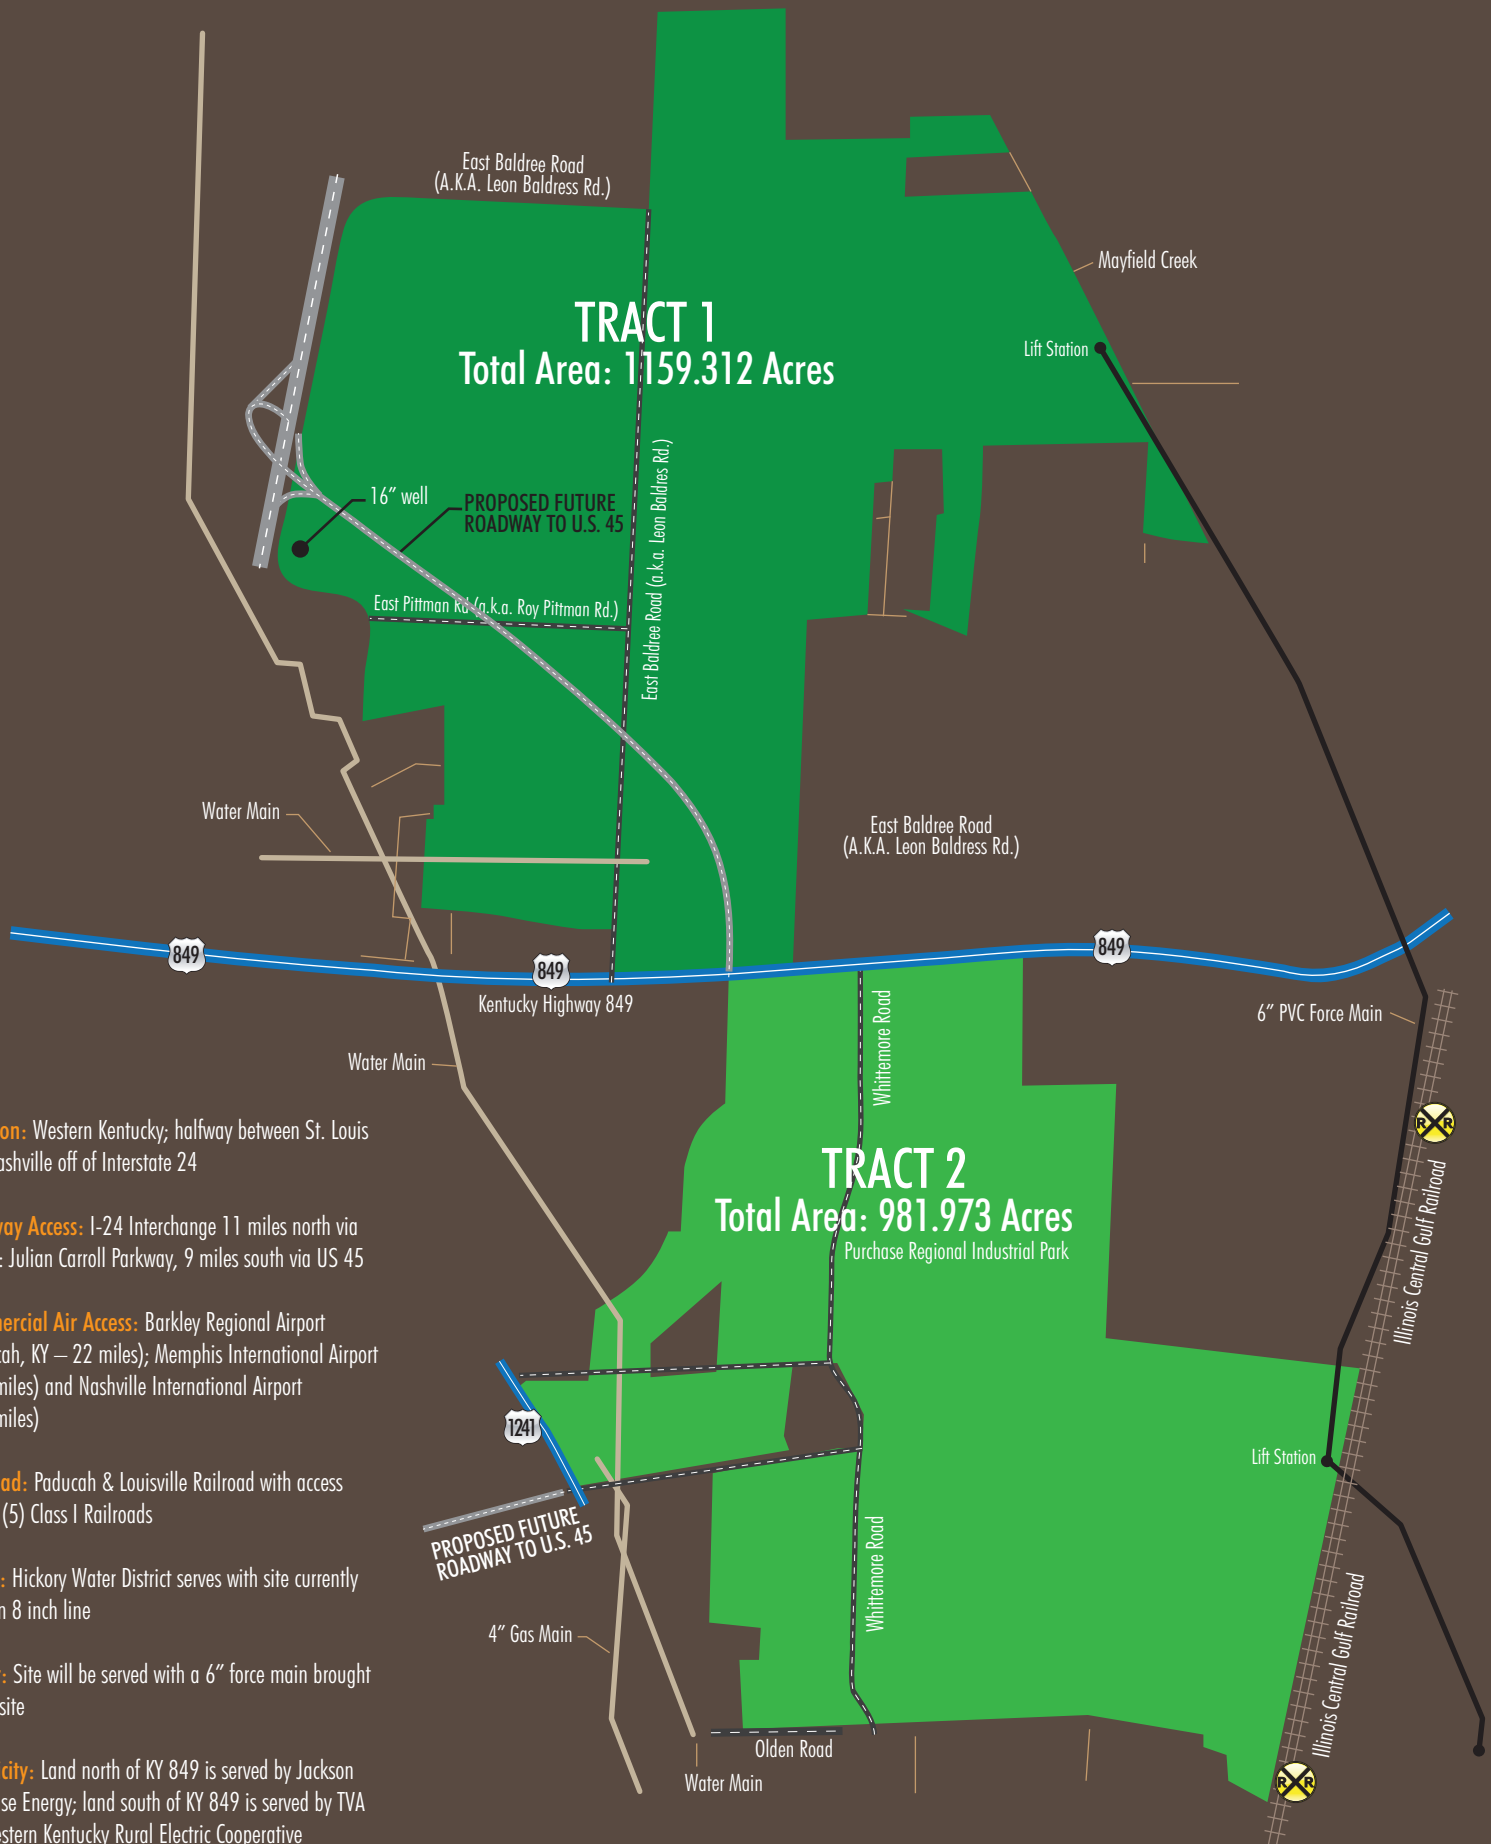 East Baldree Road
(A.K.A. Leon Baldress Rd.)
Mayfield Creek
TRACT 1
Total Area: 1159.312 Acres
Lift Station
16” well
PROPOSED FUTURE
ROADWAY TO U.S. 45
East Baldree Road (a.k.a. Leon Baldres Rd.)
East Pittman Rd (a.k.a. Roy Pittman Rd.)
Water Main
East Baldree Road
(A.K.A. Leon Baldress Rd.)
849
849
849
Kentucky Highway 849
6” PVC Force Main
Whittemore Road
Water Main
on: Western Kentucky; halfway between St. Louis
ashville off of Interstate 24
way Access: I-24 Interchange 11 miles north via
: Julian Carroll Parkway, 9 miles south via US 45
mercial Air Access: Barkley Regional Airport
cah, KY – 22 miles); Memphis International Airport
miles) and Nashville International Airport
miles)
ad: Paducah & Louisville Railroad with access
(5) Class I Railroads
: Hickory Water District serves with site currently
n 8 inch line
: Site will be served with a 6” force main brought
site
city: Land north of KY 849 is served by Jackson
se Energy; land south of KY 849 is served by TVA
estern Kentucky Rural Electric Cooperative
R X R
TRACT 2
Total Area: 981.973 Acres
Purchase Regional Industrial Park
Illinois Central Gulf Railroad
1241
Lift Station
PROPOSED FUTURE
ROADWAY TO U.S. 45
Whittemore Road
4” Gas Main
Illinois Central Gulf Railroad
Olden Road
Water Main
R X R